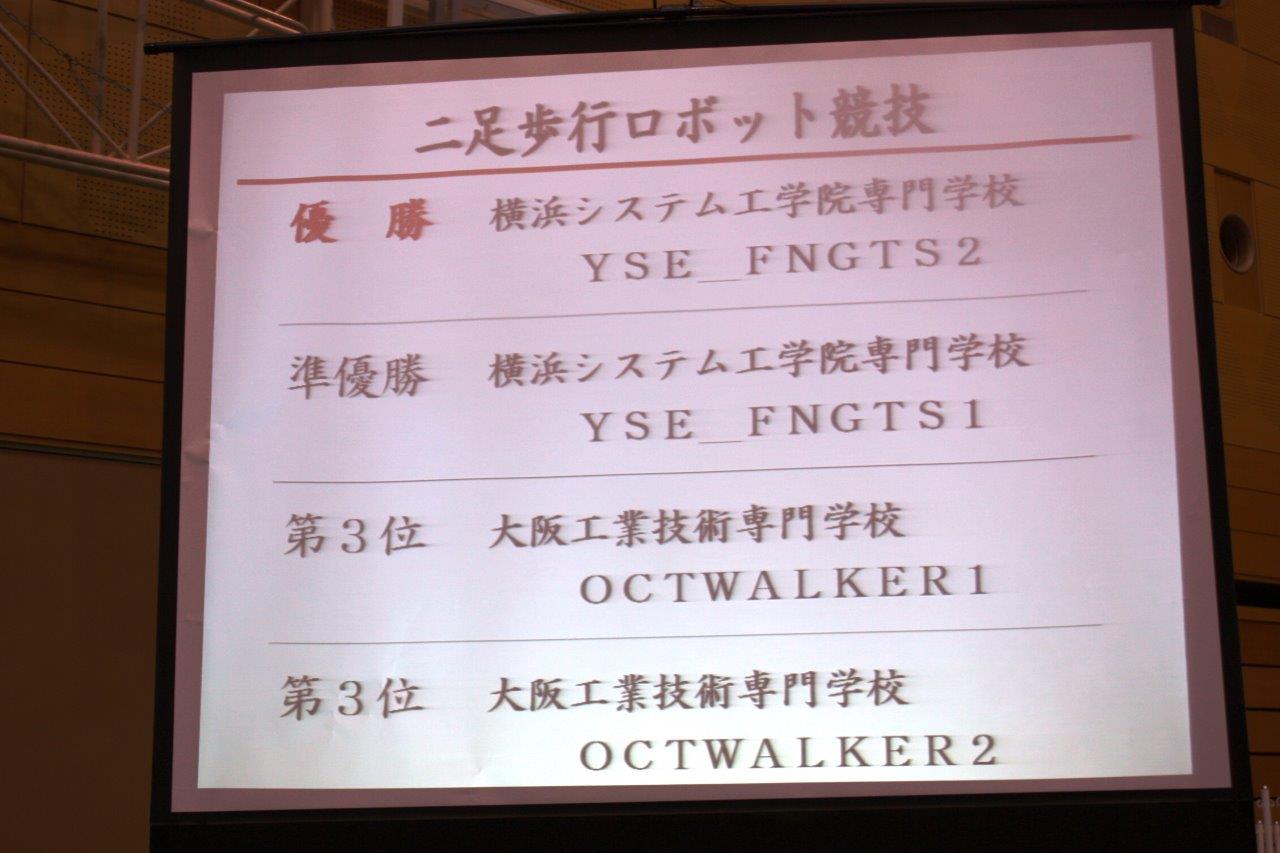 二足歩行ロボット競技
優　勝　横浜システム工学院専門学校
ＹＳＥ＿ＦＮＧＴＳ２
準優勝　横浜システム工学院専門学校
ＹＳＥ＿ＦＮＧＴＳ１
第３位　大阪工業技術専門学校
ＯＣＴＷＡＬＫＥＲ１
第３位　大阪工業技術専門学校
ＯＣＴＷＡＬＫＥＲ２